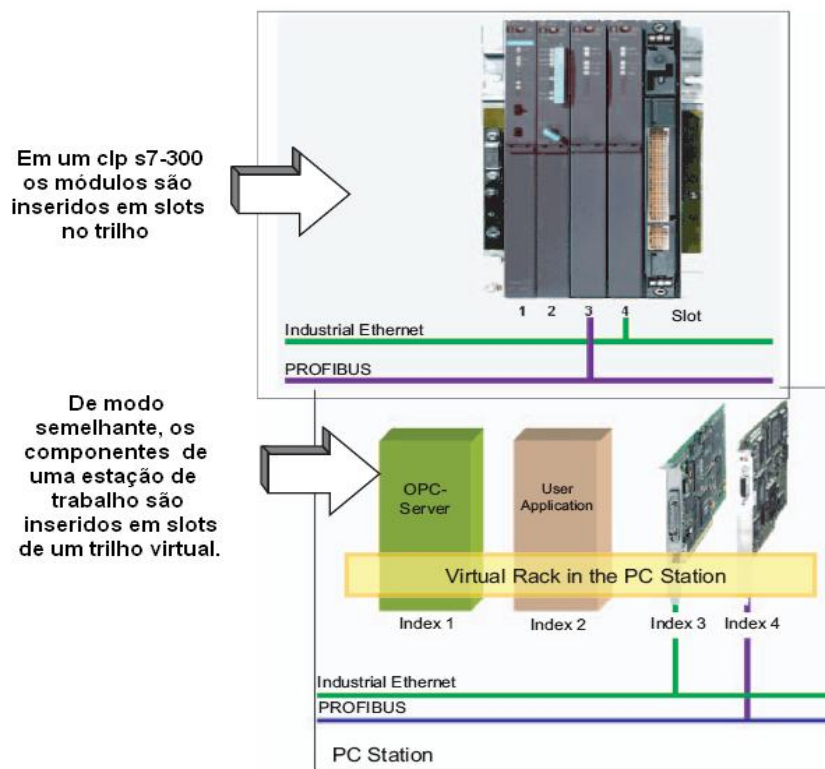 Em um clp s7-300
os módulos são
inseridos em slots
no trilho
1 2 3 4 Slot
Industrial Ethernet
PROFIBUS
De modo
semelhante, os
componentes de
uma estação de
trabalho são
inseridos em slots
de um trilho virtual.
OPC-
Server
User
Application
Virtual Rack in the PC Station
Index 1 Index 2 Index 3 Index 4
Industrial Ethernet
PROFIBUS
PC Station